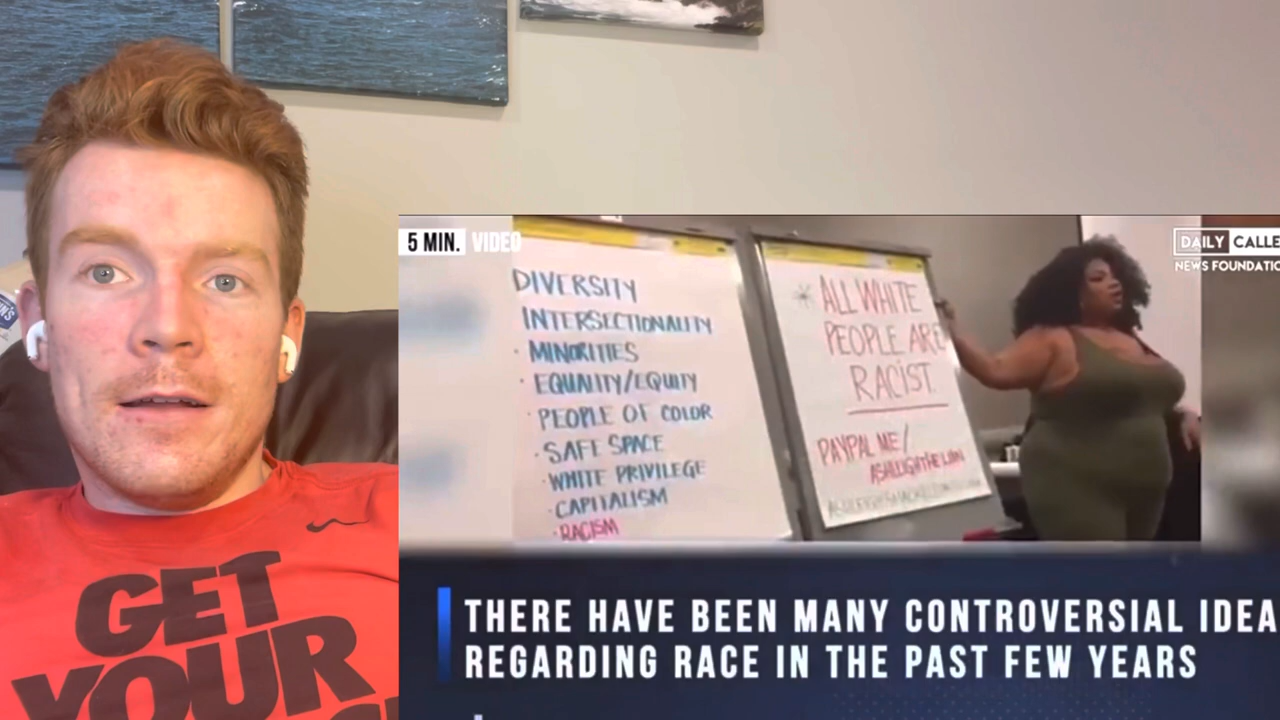 5 MIN. VIDEO
DAILY CALLE
NEWS FOUNDATIO
DIVERSITY
INTERSECTIONALITY
· MINORITIES
· EQUALITY/EQUITY
· PEOPLE OF COLOR
· SAFE SPACE
· WHITE PRIVILEGE
· CAPITALISM
· RACISM
* ALL WHITE
PEOPLE ARE
RACIST.
PAYPAL.ME/
ASHLEIGHTHELION
THERE HAVE BEEN MANY CONTROVERSIAL IDEA
REGARDING RACE IN THE PAST FEW YEARS
GET
YOUR